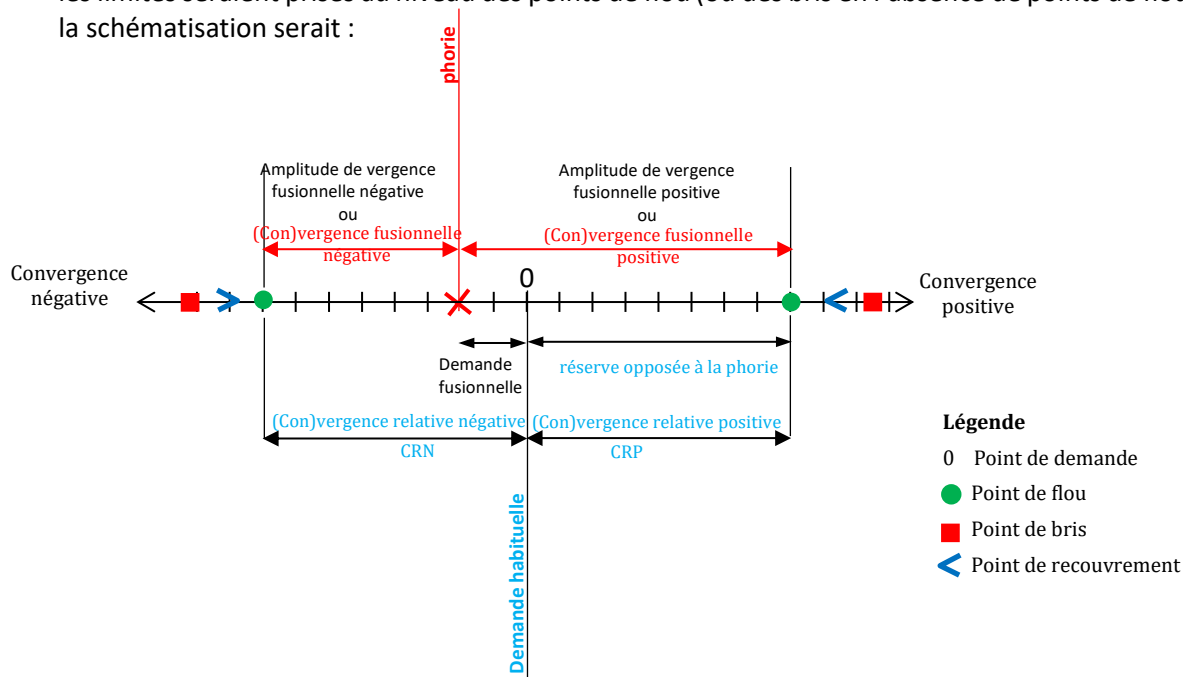 les limites seraient prises au niveau des points de flou (ou des bris en l'absence de points de flou
la schématisation serait :
phorie
Amplitude de vergence
fusionnelle négative
ou
(Con)vergence fusionnelle
négative
Amplitude de vergence
fusionnelle positive
ou
(Con)vergence fusionnelle
positive
Convergence
négative
0
Convergence
positive
Demande
fusionnelle
réserve opposée à la phorie
(Con)vergence relative négative
CRN
(Con)vergence relative positive
CRP
Demande habituelle
Légende
0 Point de demande
Point de flou
Point de bris
Point de recouvrement